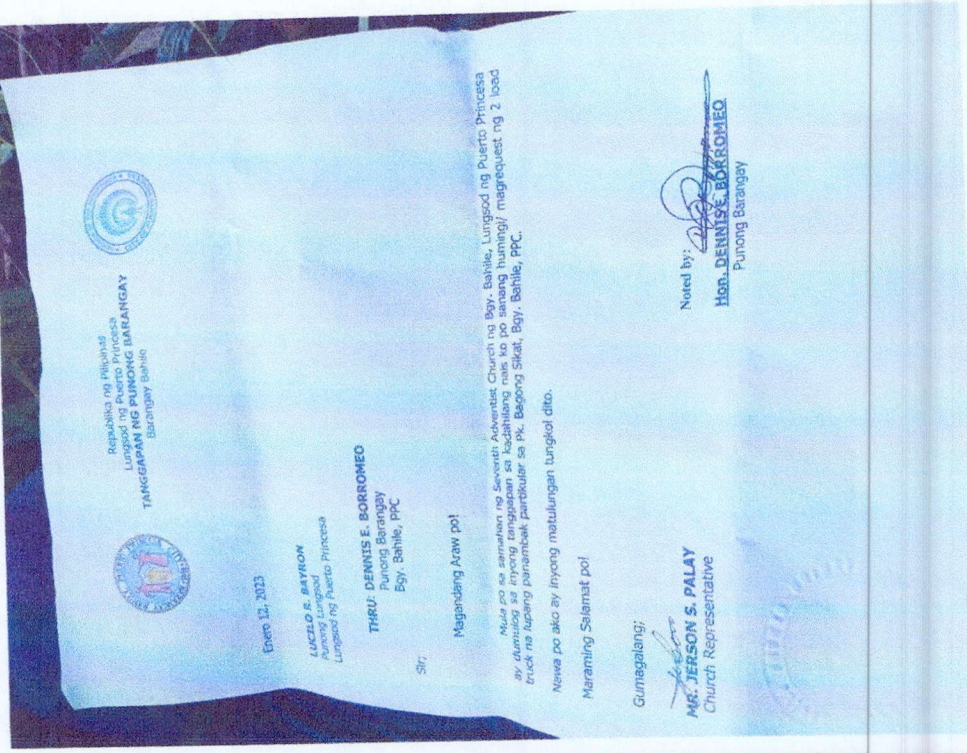 Republika ng Pilipinas
Lungsod ng Puerto Princesa
TANGGAPAN NG PUNONG BARANGAY
Barangay Bahile
Enero 12, 2023
LUCILO R. BAYRON
Punong Lungsod
Lungsod ng Puerto Princesa
THRU: DENNIS E. BORROMEO
Punong Barangay
Bgy. Bahile, PPC
Sir;
Magandang Araw po!
Mula po sa samahan ng Seventh Adventist Church ng Bgy. Bahile, Lungsod ng Puerto Princesa
ay dumulog sa inyong tanggapan sa kadahilang nais ko po sanang humingi/ magrequest ng 2 load
truck na lupang panambak partikular sa Pk. Bagong Sikat, Bgy. Bahile, PPC.
Nawa po ako ay inyong matulungan tungkol dito.
Maraming Salamat po!
Gumagalang;
MR. JERSON S. PALAY
Church Representative
Noted by:
Hon. DENNIS E. BORROMEO
Punong Barangay